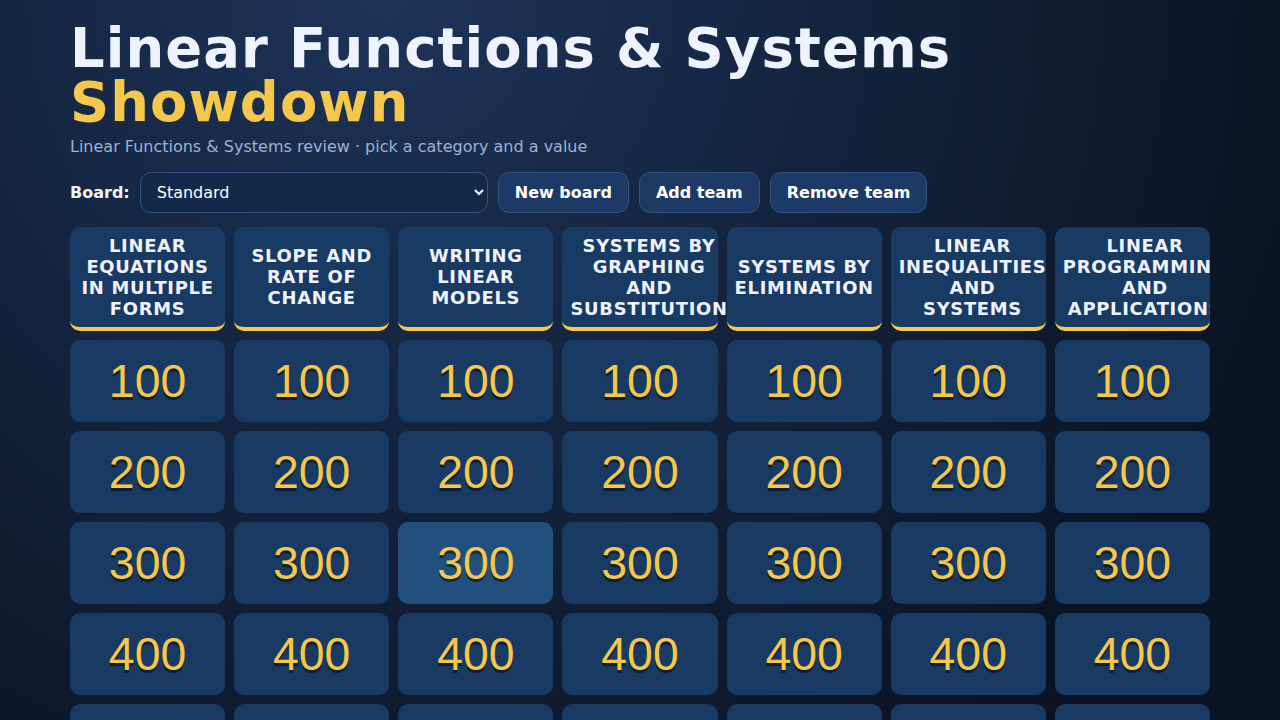 Linear Functions & Systems
Showdown
Linear Functions & Systems review · pick a category and a value
Board: Standard New board Add team Remove team
LINEAR
EQUATIONS
IN MULTIPLE
FORMS
SLOPE AND
RATE OF
CHANGE
WRITING
LINEAR
MODELS
SYSTEMS BY
GRAPHING
AND
SUBSTITUTION
SYSTEMS BY
ELIMINATION
LINEAR
INEQUALITIES
AND
SYSTEMS
LINEAR
PROGRAMMIN
AND
APPLICATION
100 100 100 100 100 100 100
200 200 200 200 200 200 200
300 300 300 300 300 300 300
400 400 400 400 400 400 400